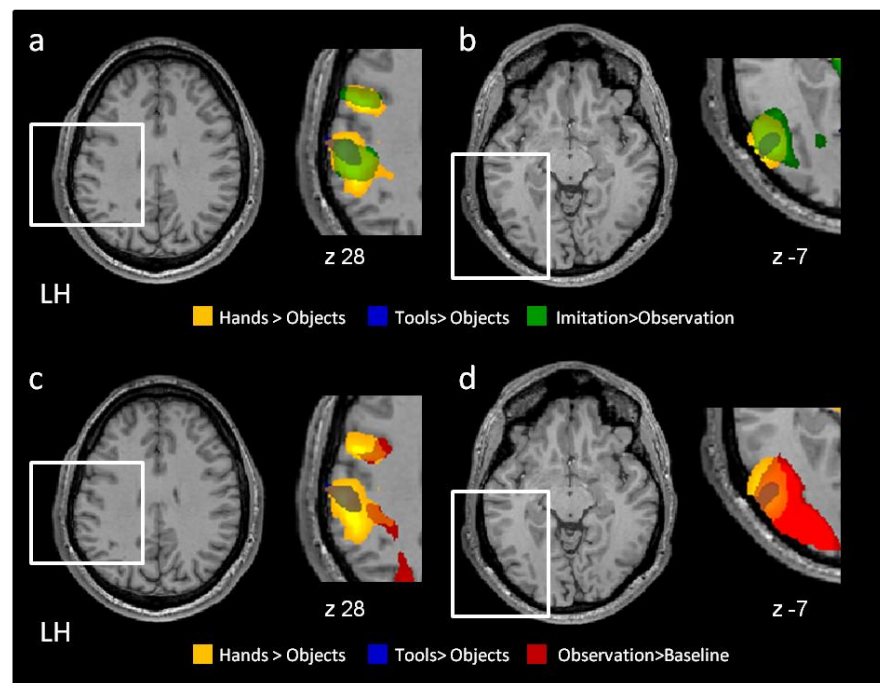 a
b
z 28
z -7
LH
Hands > Objects
Tools> Objects
Imitation>Observation
c
d
z 28
z -7
LH
Hands > Objects
Tools> Objects
Observation>Baseline